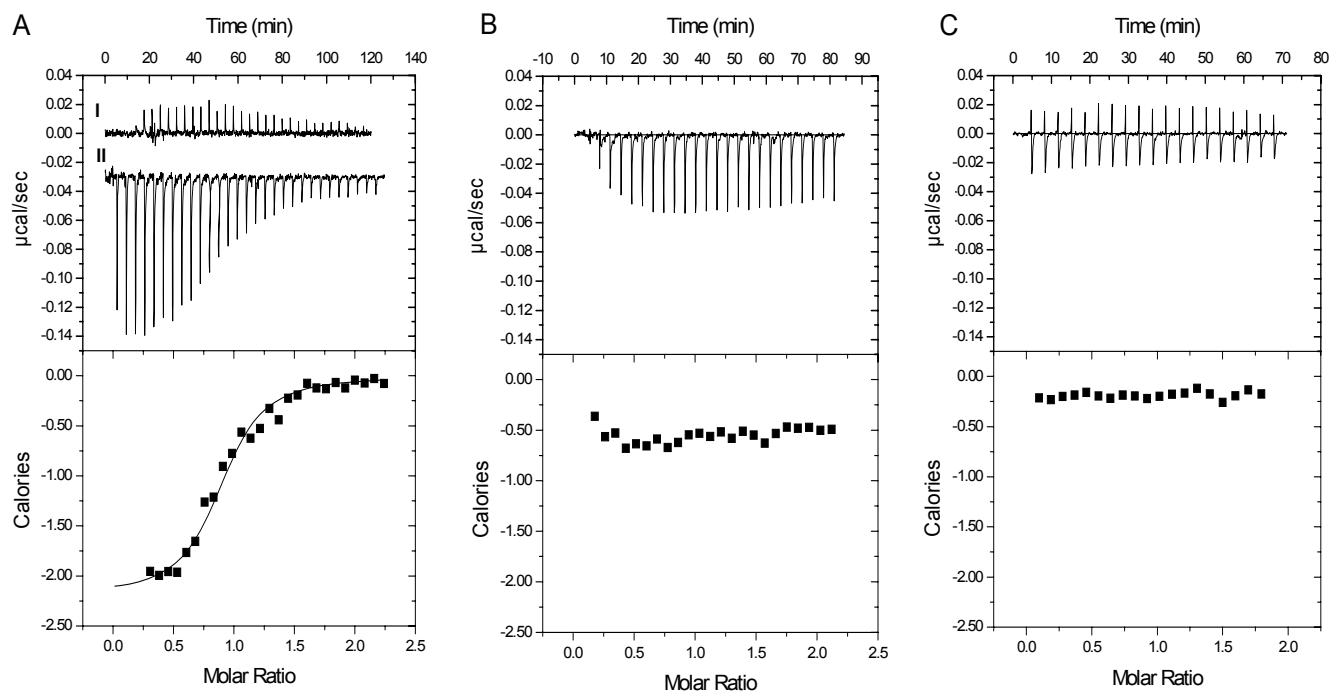 A
Time (min)
0 20 40 60 80 100 120 140
0.04
0.02
0.00
-0.02
-0.04
-0.06
-0.08
-0.10
-0.12
-0.14
µcal/sec
I
II
0.00
-0.50
-1.00
-1.50
-2.00
-2.50
Calories
0.0 0.5 1.0 1.5 2.0 2.5
Molar Ratio
B
Time (min)
-10 0 10 20 30 40 50 60 70 80 90
0.04
0.02
0.00
-0.02
-0.04
-0.06
-0.08
-0.10
-0.12
-0.14
µcal/sec
0.00
-0.50
-1.00
-1.50
-2.00
-2.50
Calories
0.0 0.5 1.0 1.5 2.0 2.5
Molar Ratio
C
Time (min)
0 10 20 30 40 50 60 70 80
0.04
0.02
0.00
-0.02
-0.04
-0.06
-0.08
-0.10
-0.12
-0.14
µcal/sec
0.00
-0.50
-1.00
-1.50
-2.00
-2.50
Calories
0.0 0.5 1.0 1.5 2.0
Molar Ratio